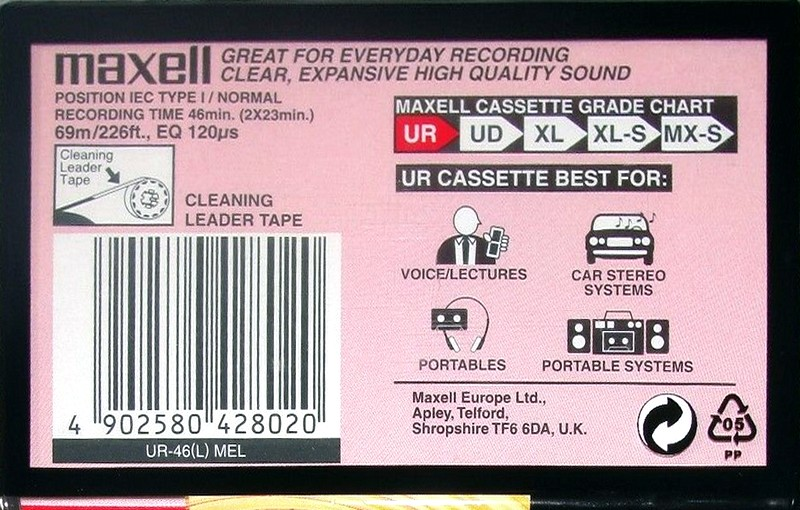 maxell
GREAT FOR EVERYDAY RECORDING
CLEAR, EXPANSIVE HIGH QUALITY SOUND
POSITION IEC TYPE I / NORMAL
RECORDING TIME 46min. (2X23min.)
69m/226ft., EQ 120µs
Cleaning
Leader
Tape
CLEANING
LEADER TAPE
4 902580 428020
UR-46(L) MEL
MAXELL CASSETTE GRADE CHART
UR UD XL XL-S MX-S
UR CASSETTE BEST FOR:
VOICE/LECTURES
CAR STEREO
SYSTEMS
PORTABLES
PORTABLE SYSTEMS
Maxell Europe Ltd.,
Apley, Telford,
Shropshire TF6 6DA, U.K.
05
PP